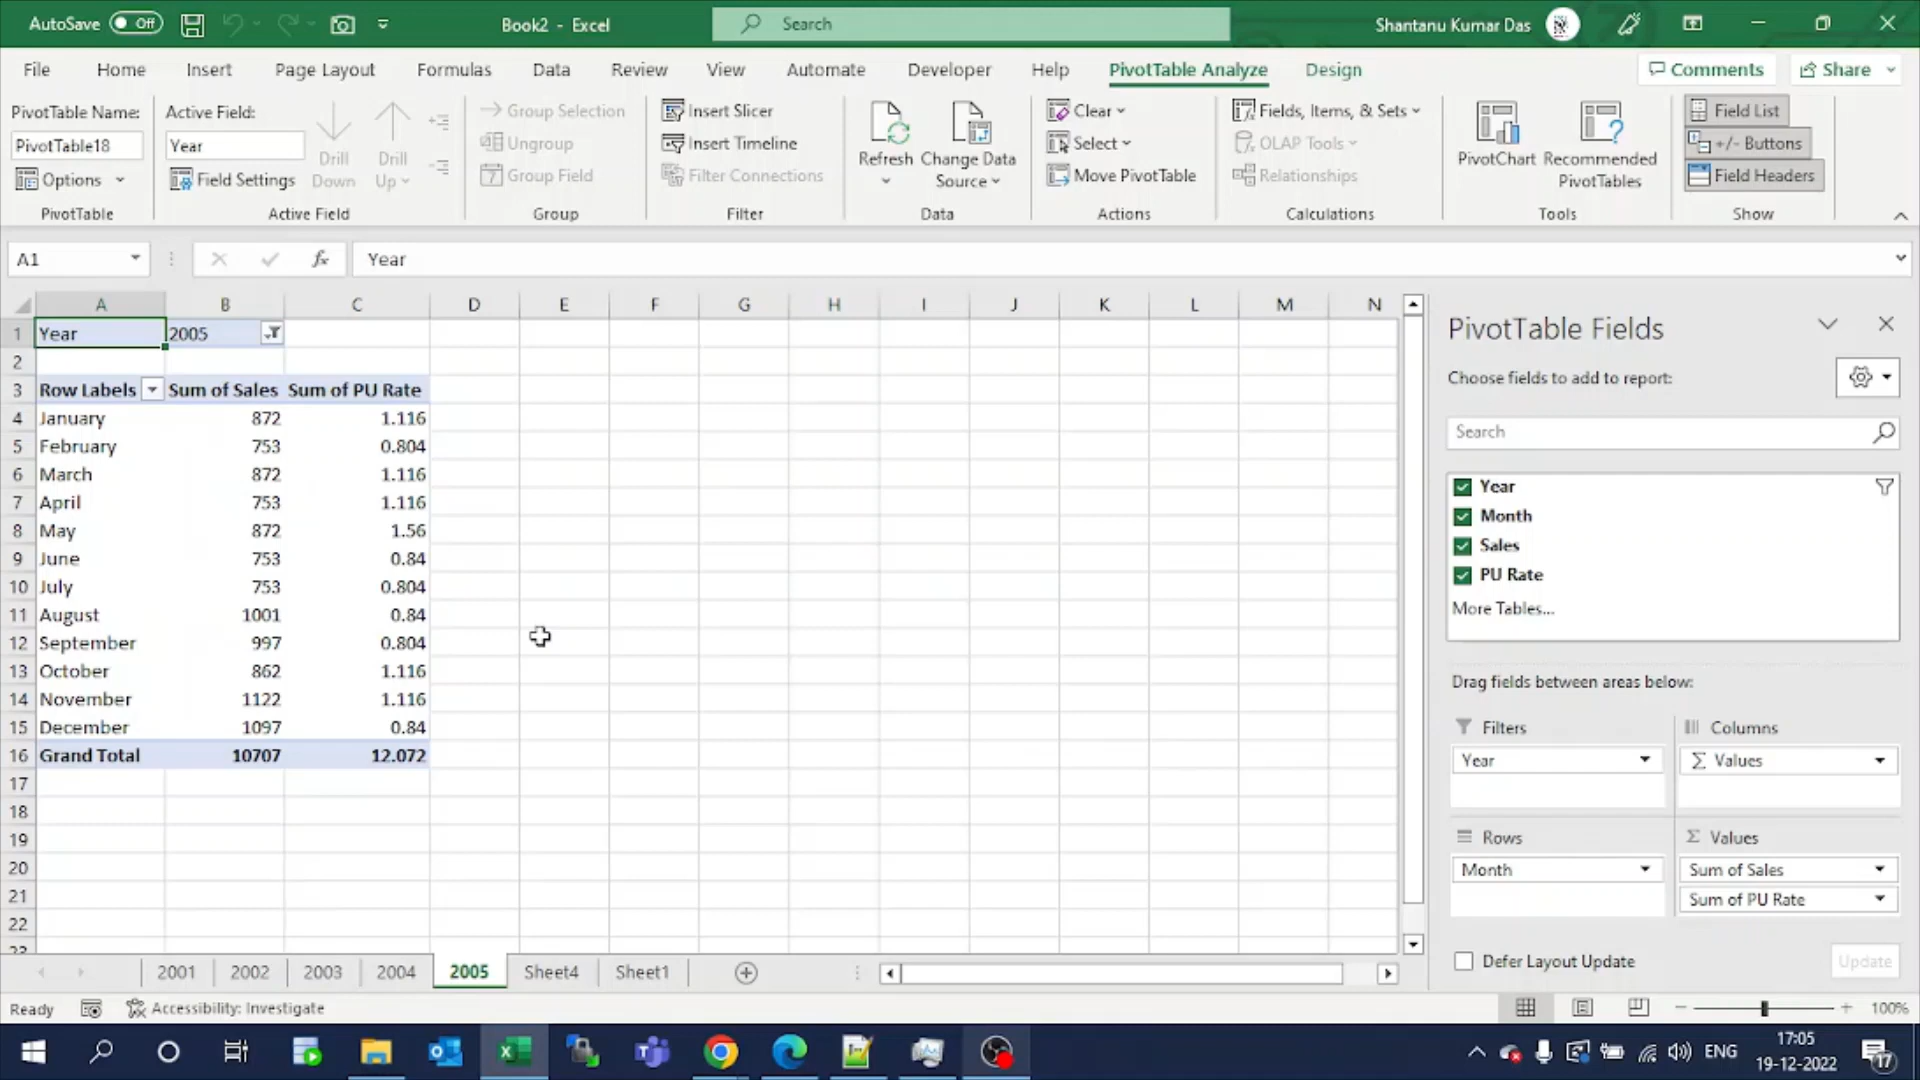 AutoSave Off Book2 - Excel Search Shantanu Kumar Das
File Home Insert Page Layout Formulas Data Review View Automate Developer Help PivotTable Analyze Design Comments Share
PivotTable Name: Active Field: Group Selection Insert Slicer Clear Fields, Items, & Sets Field List
PivotTable18 Year Ungroup Insert Timeline Refresh Change Data Source Select OLAP Tools PivotChart Recommended PivotTables +/- Buttons
Options Field Settings Drill Down Drill Up Group Field Filter Connections Move PivotTable Relationships Field Headers
PivotTable Active Field Group Filter Data Actions Calculations Tools Show
A1 fx Year
A B C D E F G H I J K L M N
1 Year 2005
2
3 Row Labels Sum of Sales Sum of PU Rate
4 January 872 1.116
5 February 753 0.804
6 March 872 1.116
7 April 753 1.116
8 May 872 1.56
9 June 753 0.84
10 July 753 0.804
11 August 1001 0.84
12 September 997 0.804
13 October 862 1.116
14 November 1122 1.116
15 December 1097 0.84
16 Grand Total 10707 12.072
17
18
19
20
21
22
23
PivotTable Fields
Choose fields to add to report:
Search
Year
Month
Sales
PU Rate
More Tables...
Drag fields between areas below:
Filters Columns
Year Σ Values
Rows Σ Values
Month Sum of Sales
Sum of PU Rate
Defer Layout Update Update
2001 2002 2003 2004 2005 Sheet4 Sheet1
Ready Accessibility: Investigate 100%
ENG 17:05
19-12-2022 17